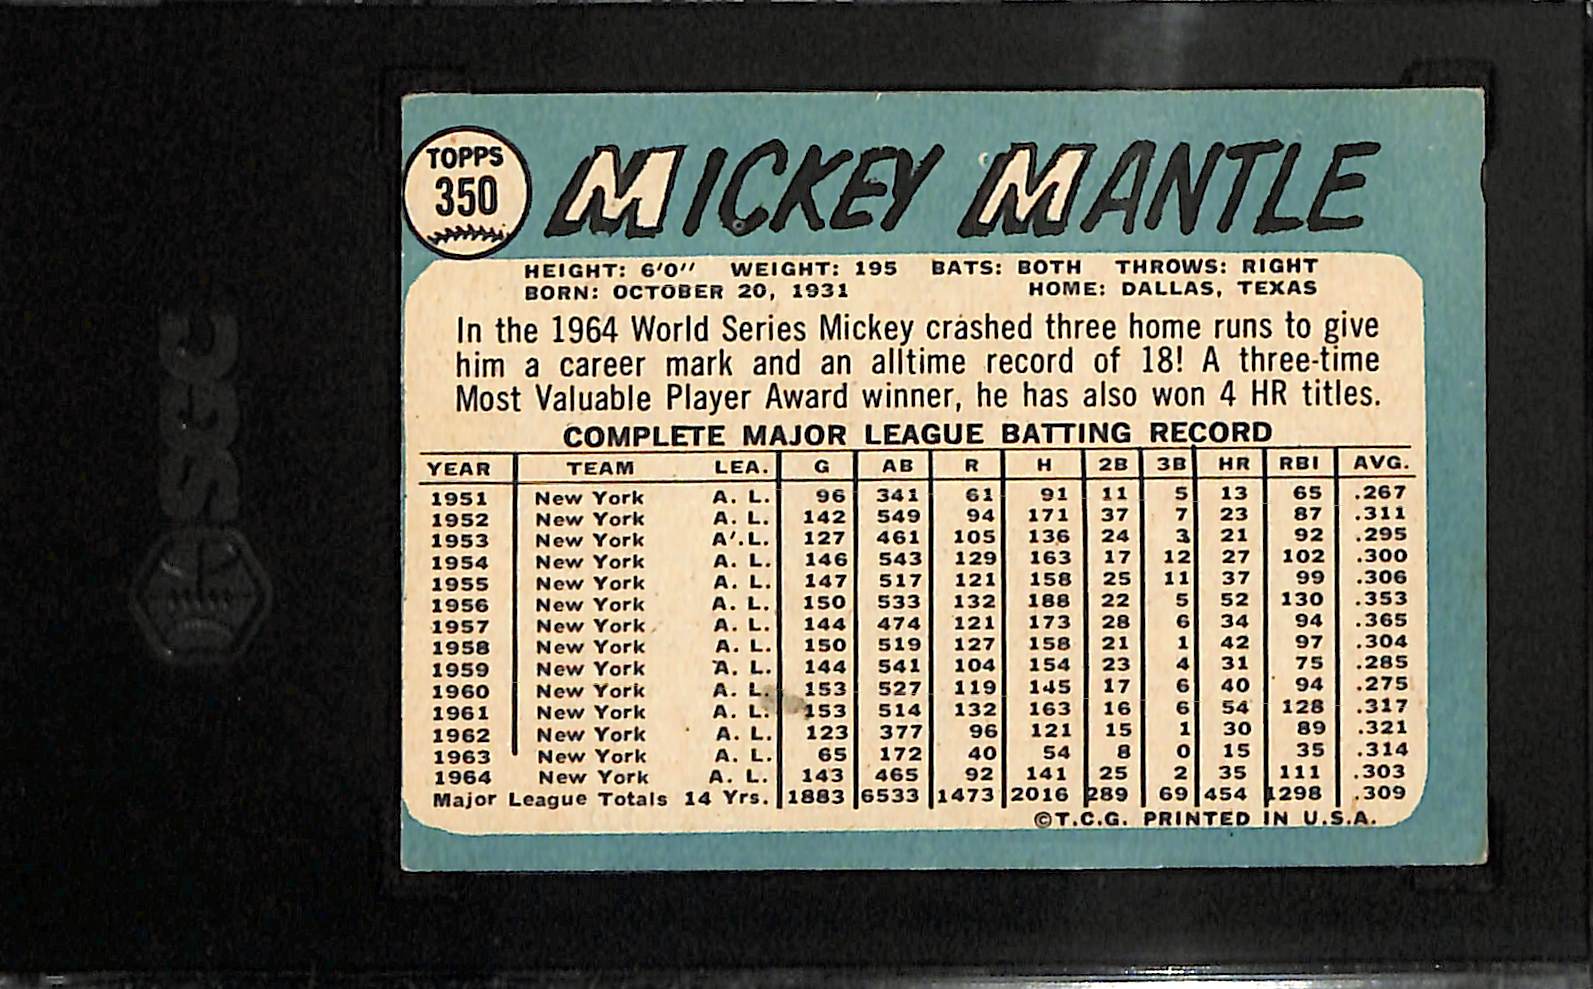 TOPPS
350
MICKEY MANTLE
HEIGHT: 6'0" WEIGHT: 195 BATS: BOTH THROWS: RIGHT
BORN: OCTOBER 20, 1931 HOME: DALLAS, TEXAS
In the 1964 World Series Mickey crashed three home runs to give
him a career mark and an alltime record of 18! A three-time
Most Valuable Player Award winner, he has also won 4 HR titles.
COMPLETE MAJOR LEAGUE BATTING RECORD
YEAR TEAM LEA. G AB R H 2B 3B HR RBI AVG.
1951 New York A. L. 96 341 61 91 11 5 13 65 .267
1952 New York A. L. 142 549 94 171 37 7 23 87 .311
1953 New York A'.L. 127 461 105 136 24 3 21 92 .295
1954 New York A. L. 146 543 129 163 17 12 27 102 .300
1955 New York A. L. 147 517 121 158 25 11 37 99 .306
1956 New York A. L. 150 533 132 188 22 5 52 130 .353
1957 New York A. L. 144 474 121 173 28 6 34 94 .365
1958 New York A. L. 150 519 127 158 21 1 42 97 .304
1959 New York A. L. 144 541 104 154 23 4 31 75 .285
1960 New York A. L. 153 527 119 145 17 6 40 94 .275
1961 New York A. L. 153 514 132 163 16 6 54 128 .317
1962 New York A. L. 123 377 96 121 15 1 30 89 .321
1963 New York A. L. 65 172 40 54 8 0 15 35 .314
1964 New York A. L. 143 465 92 141 25 2 35 111 .303
Major League Totals 14 Yrs. 1883 6533 1473 2016 289 69 454 1298 .309
©T.C.G. PRINTED IN U.S.A.
SGC